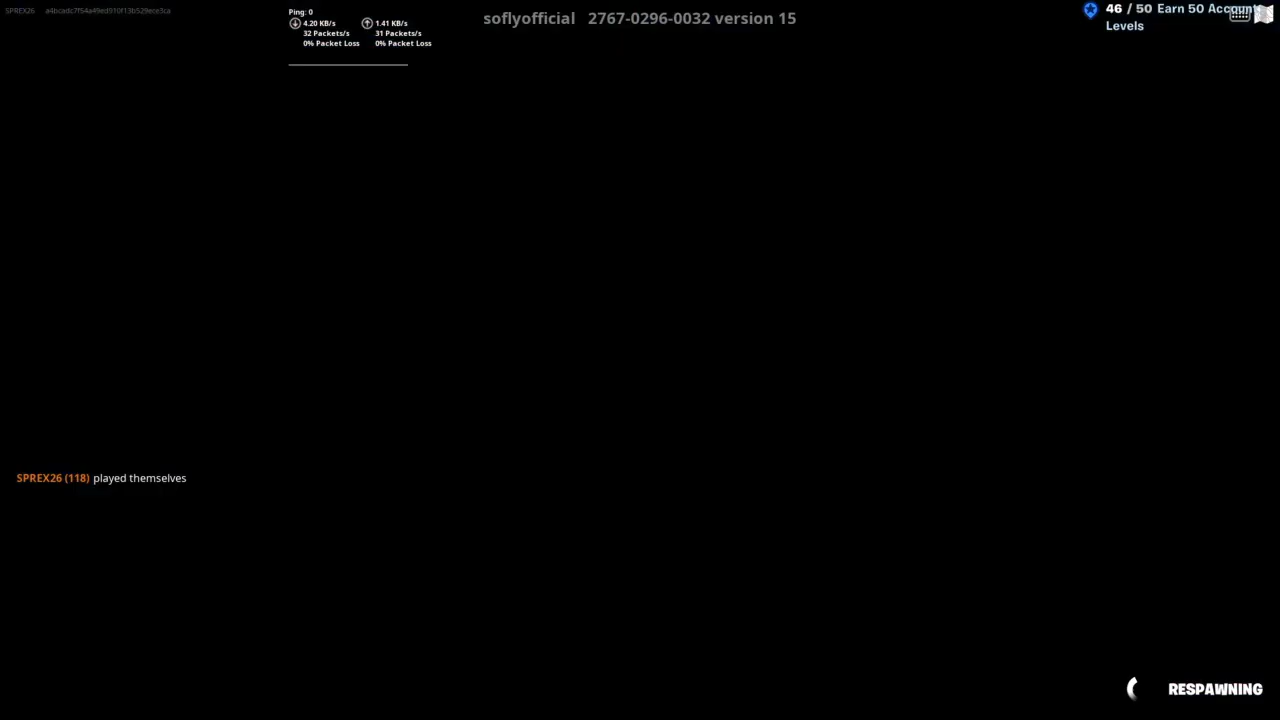 SPREX26
Ping: 0
4.20 KB/s 1.41 KB/s
32 Packets/s 31 Packets/s
0% Packet Loss 0% Packet Loss
soflyofficial 2767-0296-0032 version 15
46 / 50 Earn 50 Account
Levels
SPREX26 (118) played themselves
RESPAWNING